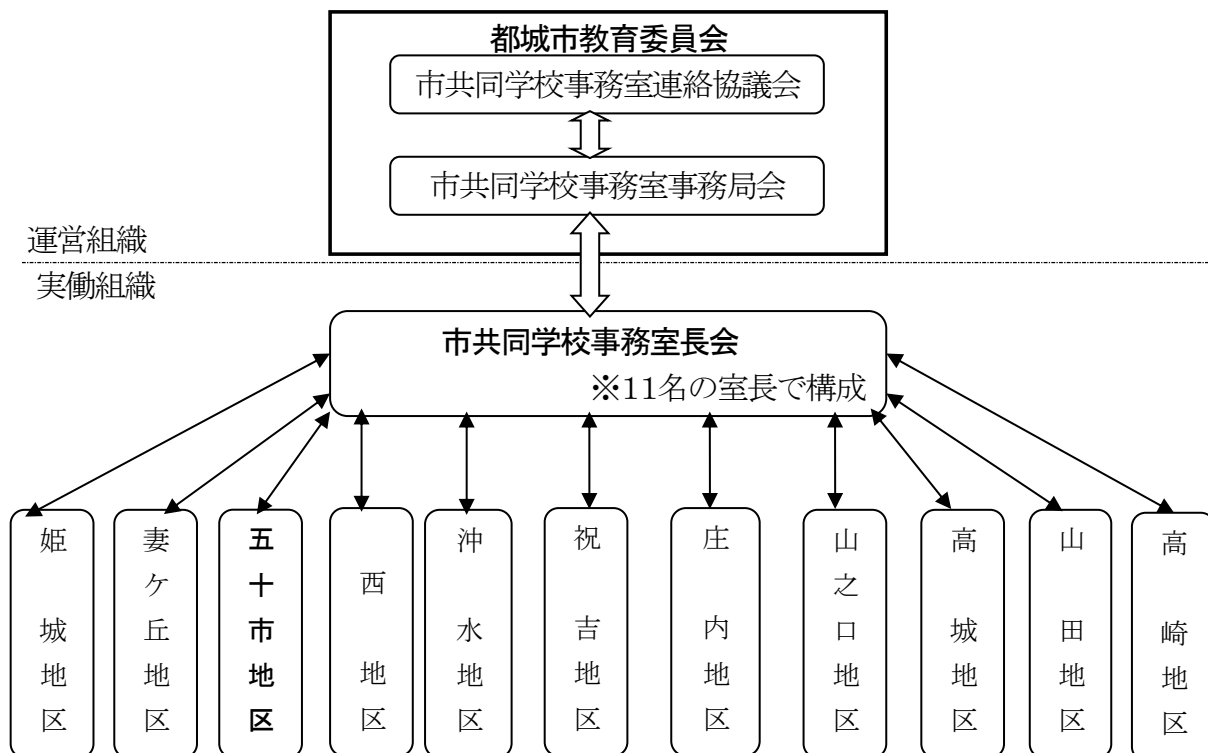 都城市教育委員会
市共同学校事務室連絡協議会
市共同学校事務室事務局会
運営組織
実働組織
市共同学校事務室長会
※11名の室長で構成
姫城地区
妻ケ丘地区
五十市地区
西地区
沖水地区
祝吉地区
庄内地区
山之口地区
高城地区
山田地区
高崎地区